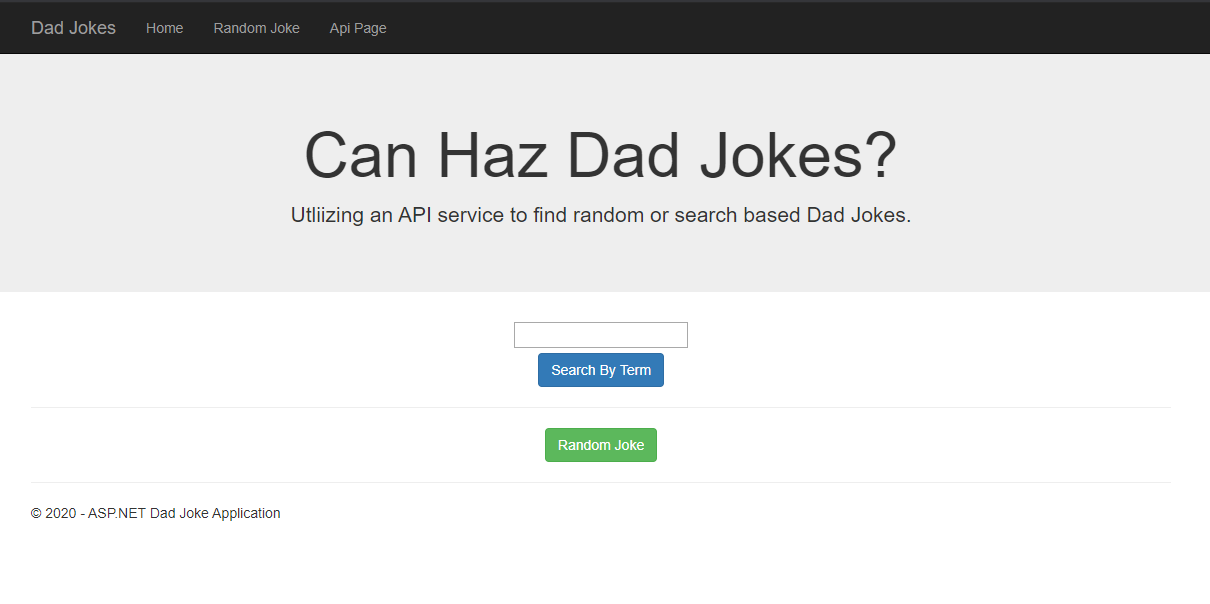 Dad Jokes Home Random Joke Api Page
Can Haz Dad Jokes?
Utliizing an API service to find random or search based Dad Jokes.
Search By Term
Random Joke
© 2020 - ASP.NET Dad Joke Application